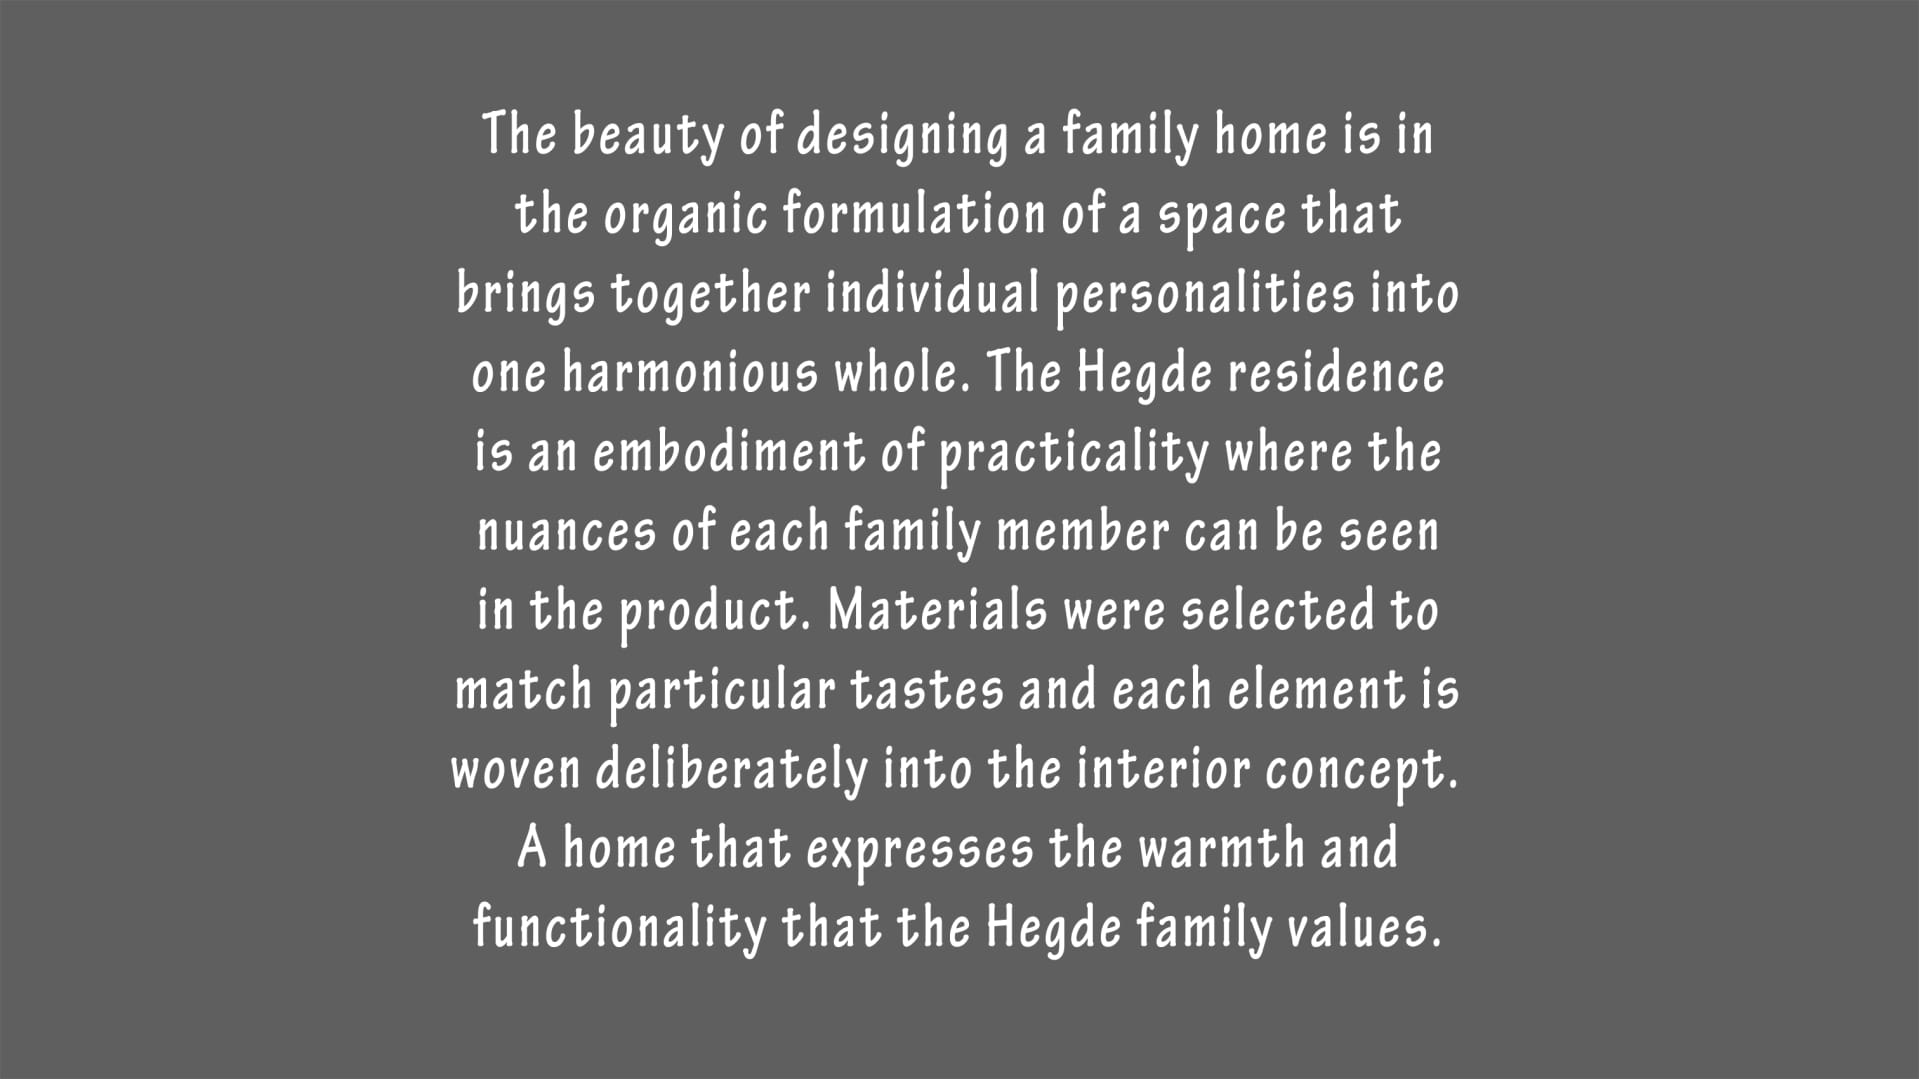 The beauty of designing a family home is in
the organic formulation of a space that
brings together individual personalities into
one harmonious whole. The Hegde residence
is an embodiment of practicality where the
nuances of each family member can be seen
in the product. Materials were selected to
match particular tastes and each element is
woven deliberately into the interior concept.
A home that expresses the warmth and
functionality that the Hegde family values.